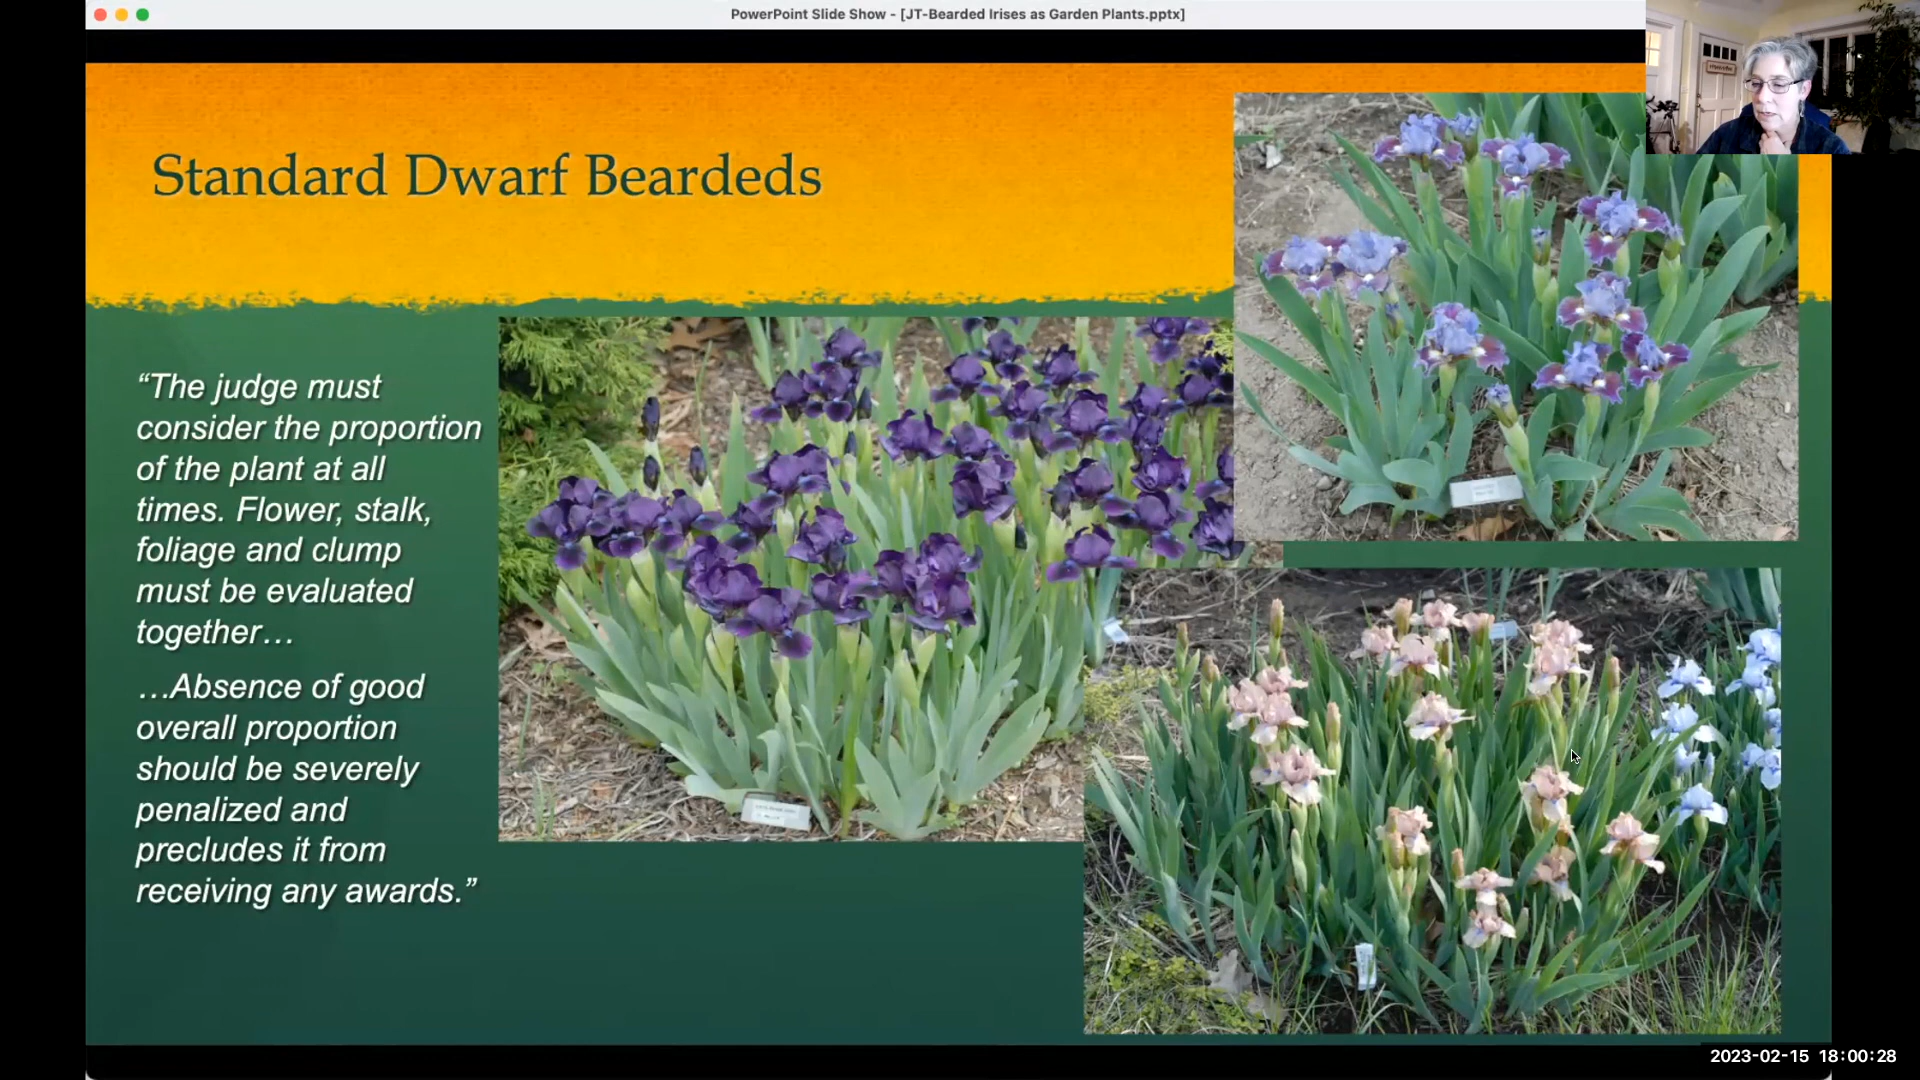 PowerPoint Slide Show - [JT-Bearded Irises as Garden Plants.pptx]
Standard Dwarf Beardeds
“The judge must
consider the proportion
of the plant at all
times. Flower, stalk,
foliage and clump
must be evaluated
together…
…Absence of good
overall proportion
should be severely
penalized and
precludes it from
receiving any awards.”
2023-02-15 18:00:28